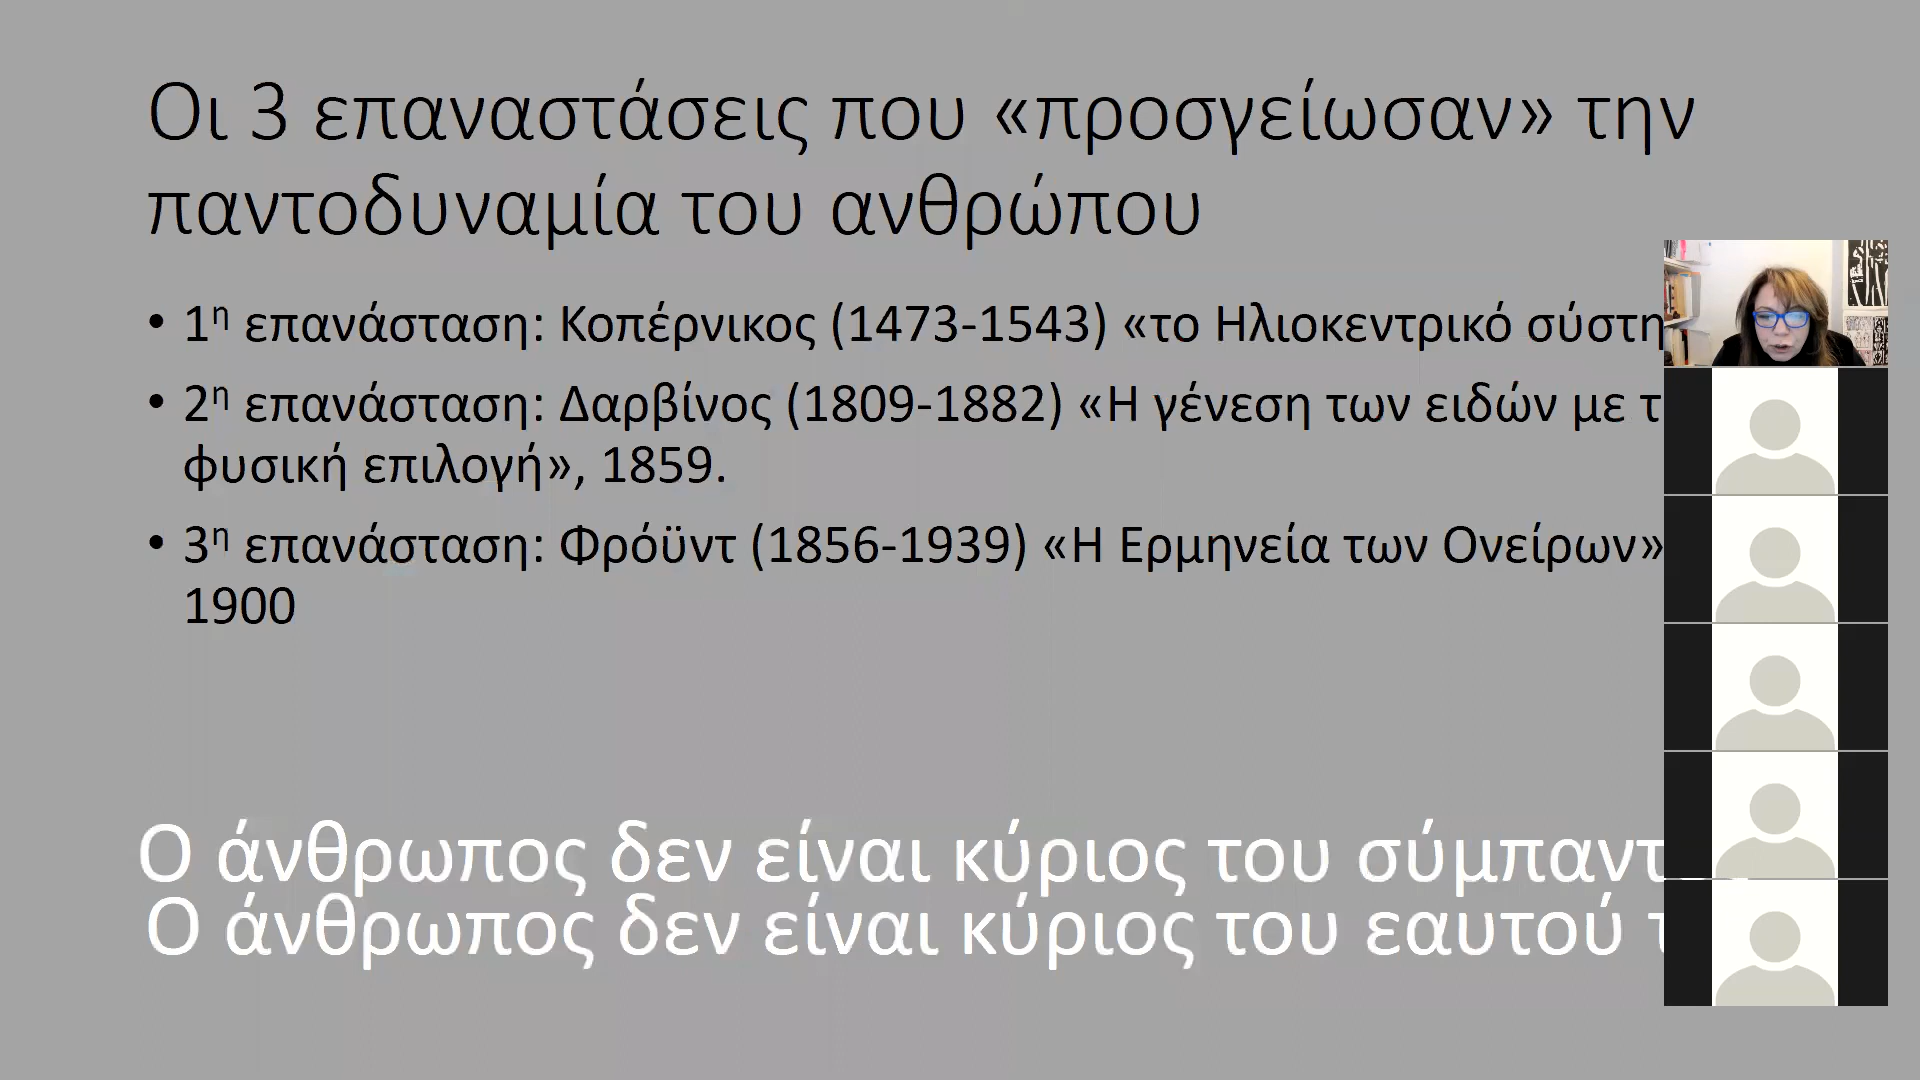 Οι 3 επαναστάσεις που «προσγείωσαν» την
παντοδυναμία του ανθρώπου
• 1η επανάσταση: Κοπέρνικος (1473-1543) «το Ηλιοκεντρικό
• 2η επανάσταση: Δαρβίνος (1809-1882) «Η γένεση των ειδών με
φυσική επιλογή», 1859.
• 3η επανάσταση: Φρόϋντ (1856-1939) «Η Ερμηνεία των Ονείρων»
1900
Ο άνθρωπος δεν είναι κύριος του
Ο άνθρωπος δεν είναι κύριος του εαυτού